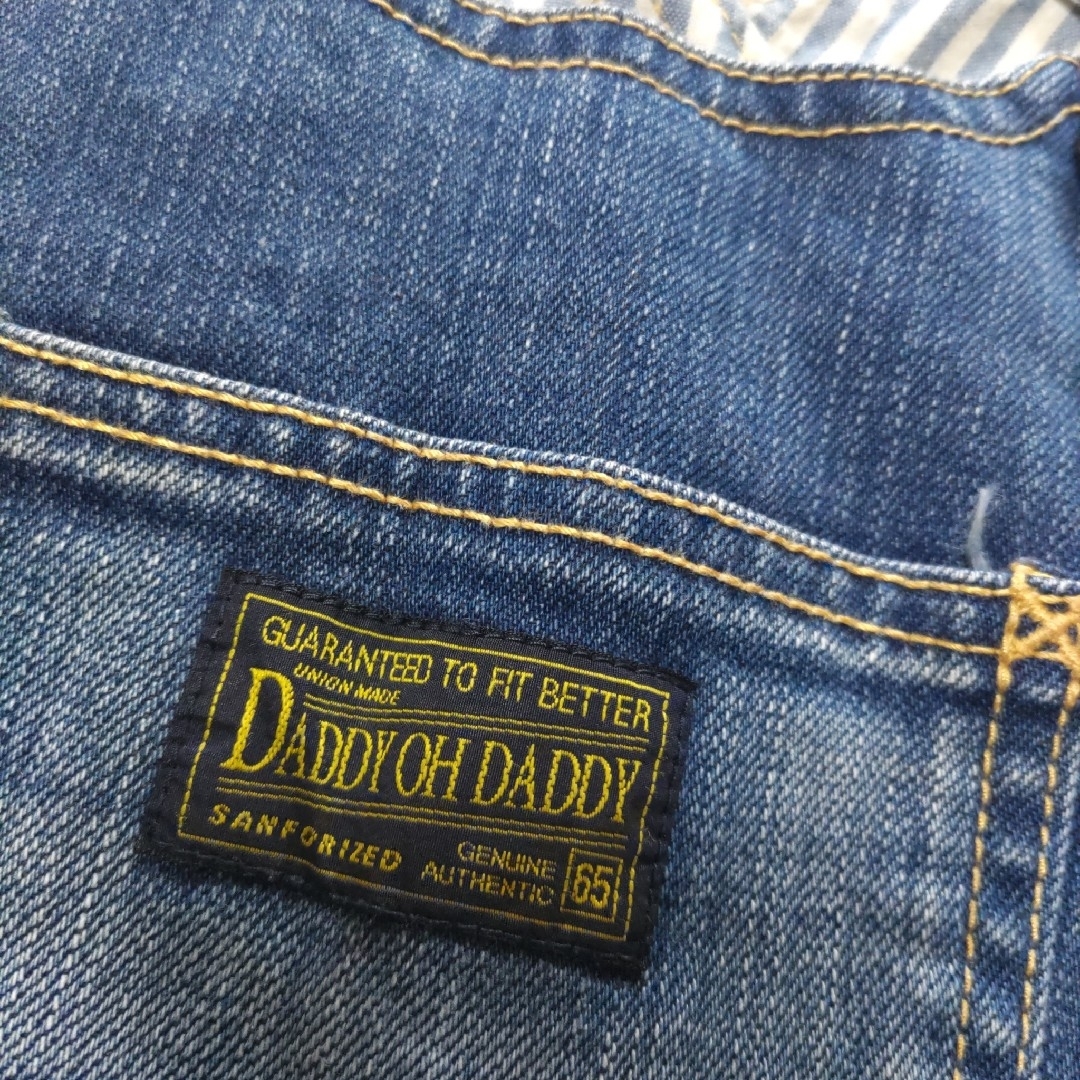 GUARANTEED TO FIT BETTER
UNION MADE
DADDY OH DADDY
SANFORIZED
GENUINE
AUTHENTIC
65